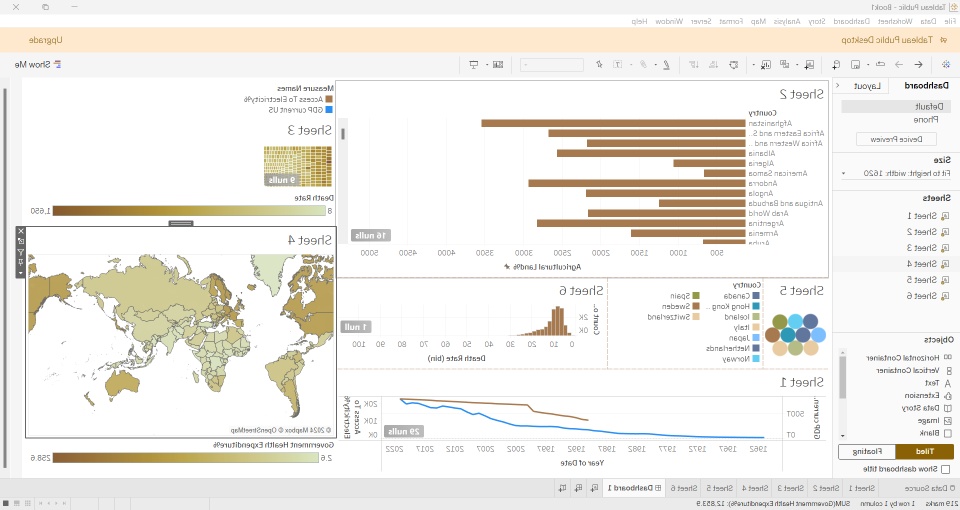 Tableau Public - Book1
File Data Worksheet Dashboard Story Analysis Map Format Server Window Help
Tableau Public Desktop
Upgrade
Show Me
Dashboard
Layout
Default
Phone
Device Preview
Size
Fit to height: width: 1620
Sheets
Sheet 1
Sheet 2
Sheet 3
Sheet 4
Sheet 5
Sheet 6
Objects
Horizontal Container
Vertical Container
Text
Extension
Data Story
Image
Blank
Tiled
Floating
Show dashboard title
Sheet 2
Country
Afghanistan
Africa Eastern and S..
Africa Western and ..
Albania
Algeria
American Samoa
Andorra
Angola
Antigua and Barbuda
Arab World
Argentina
Armenia
Aruba
500 1000 1500 2000 2500 3000 3500 4000 4500 5000
Agricultural Land%
16 nulls
Measure Names
Access To Electricity%
GDP current US
Sheet 3
9 nulls
Death Rate
8 1,650
Sheet 5
Country
Canada
Hong Kong ..
Iceland
Italy
Japan
Netherlands
Norway
Spain
Sweden
Switzerland
Sheet 6
Count o..
2K
0K
0 10 20 30 40 50 60 70 80 90 100
Death Rate (bin)
1 null
Sheet 4
© 2024 Mapbox © OpenStreetMap
Government Health Expenditure%
2.6 258.6
Sheet 1
GDP curren..
100T
0T
1962 1967 1972 1977 1982 1987 1992 1997 2002 2007 2012 2017 2022
Year of Date
Access To Electricity%
20K
10K
0K
29 nulls
Data Source
Sheet 1
Sheet 2
Sheet 3
Sheet 4
Sheet 5
Sheet 6
Dashboard 1
219 marks 1 row by 1 column SUM(Government Health Expenditure%): 12,853.9